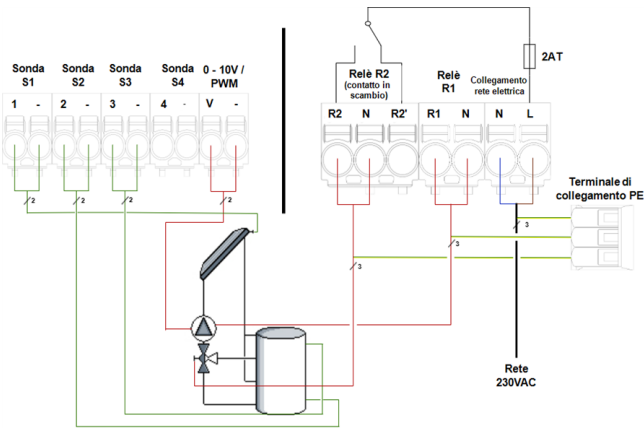 2AT
Sonda
S1
Sonda
S2
Sonda
S3
Sonda
S4
0 - 10V /
PWM
Relè R2
(contatto in
scambio)
Relè
R1
Collegamento
rete elettrica
1 -
2 -
3 -
4 -
V -
R2 N R2'
R1 N
N L
Terminale di
collegamento PE
2
2
2
2
3
3
3
Rete
230VAC